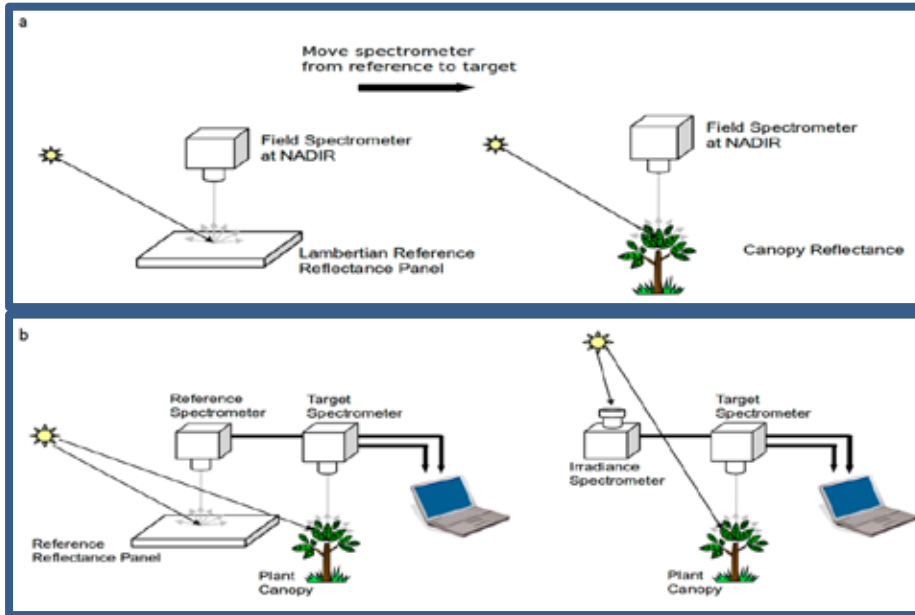 a
Move spectrometer
from reference to target
Field Spectrometer
at NADIR
Lambertian Reference
Reflectance Panel
Field Spectrometer
at NADIR
Canopy Reflectance
b
Reference
Spectrometer
Target
Spectrometer
Reference
Reflectance Panel
Plant
Canopy
Irradiance
Spectrometer
Target
Spectrometer
Plant
Canopy